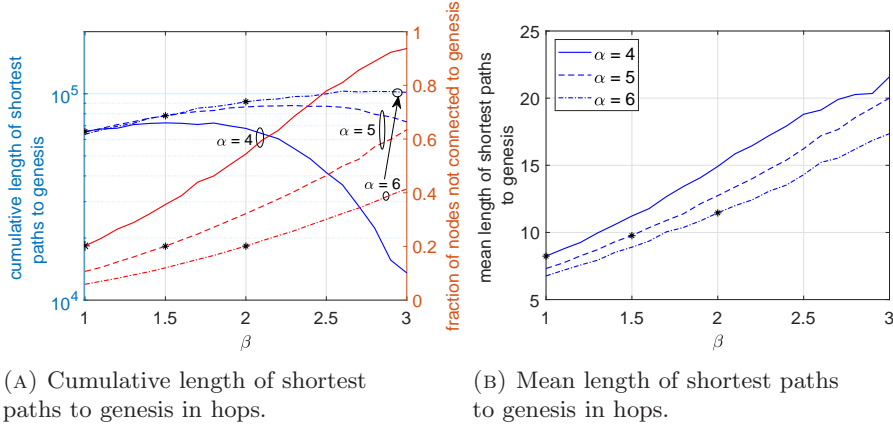 cumulative length of shortest
paths to genesis
10^5
10^4
1
1.5
2
2.5
3
β
0
0.2
0.4
0.6
0.8
1
fraction of nodes not connected to genesis
α = 4
α = 5
α = 6
mean length of shortest paths
to genesis
25
20
15
10
5
1
1.5
2
2.5
3
β
α = 4
α = 5
α = 6
(A) Cumulative length of shortest
paths to genesis in hops.
(B) Mean length of shortest paths
to genesis in hops.